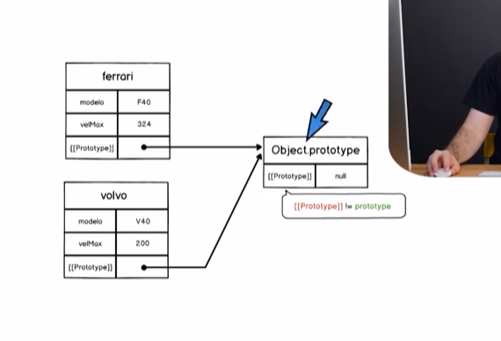 ferrari
modelo F40
velMax 324
[[Prototype]]
volvo
modelo V40
velMax 200
[[Prototype]]
Object.prototype
[[Prototype]] null
[[Prototype]] != prototype